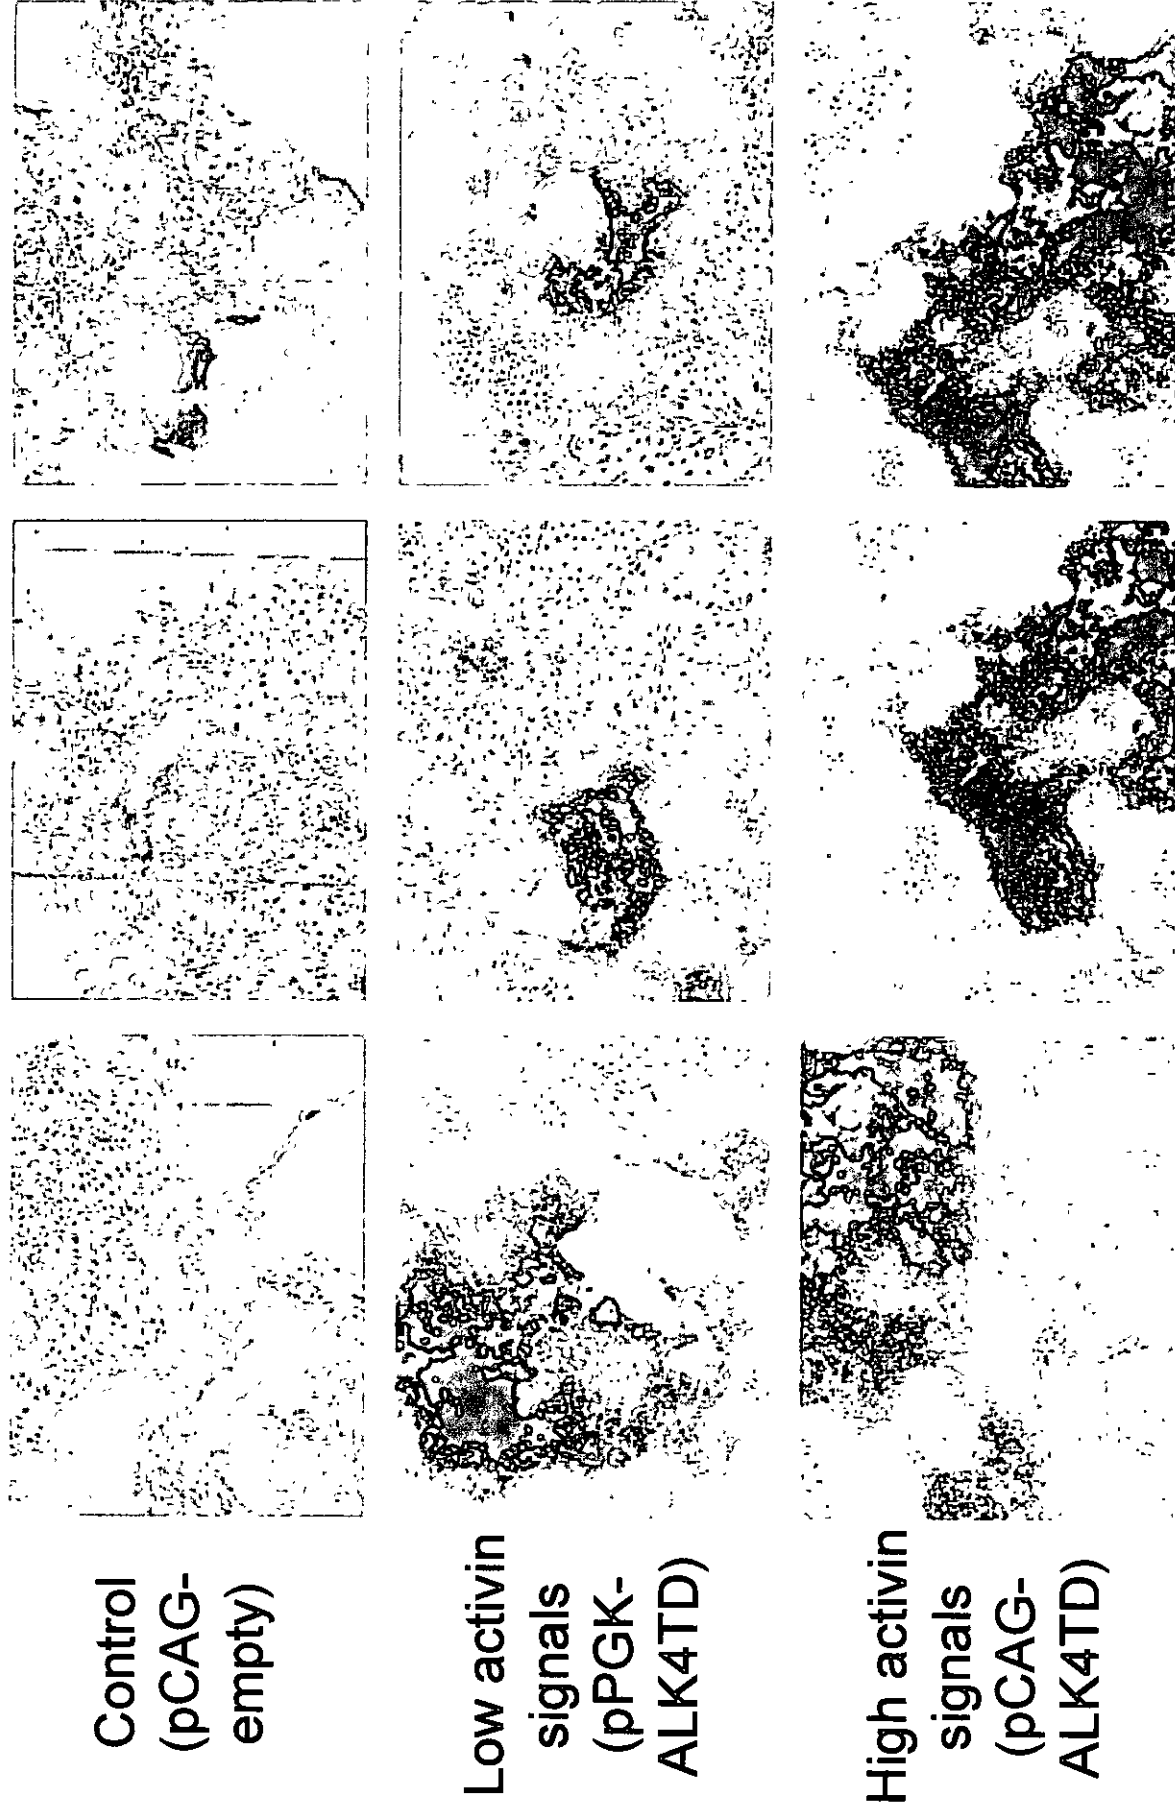 Control
(pCAG-
empty)
Low activin
signals
(pPGK-
ALK4TD)
High activin
signals
(pCAG-
ALK4TD)